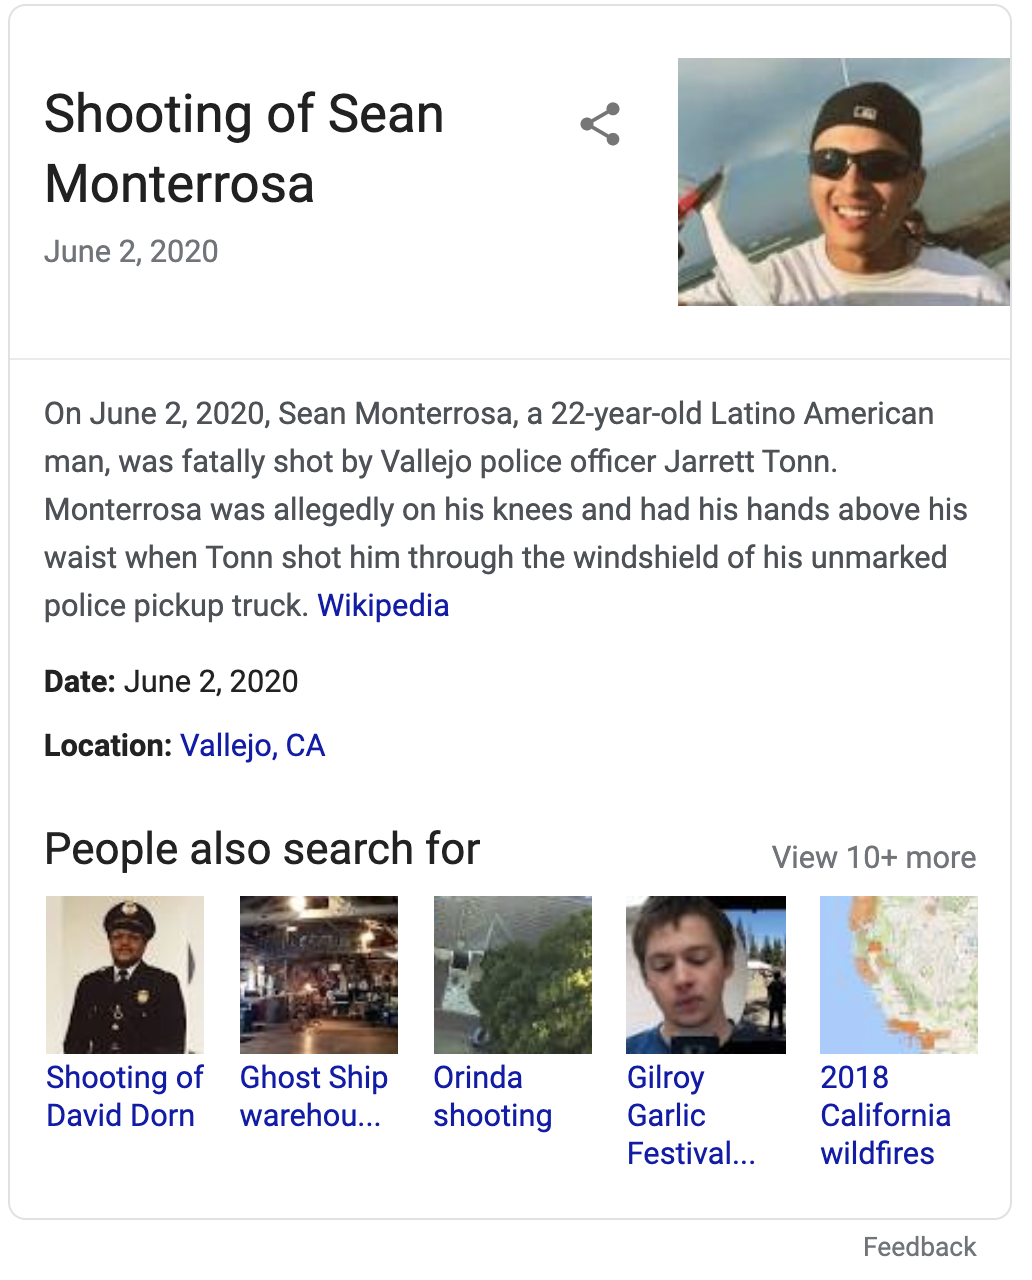 Shooting of Sean
Monterrosa
June 2, 2020
On June 2, 2020, Sean Monterrosa, a 22-year-old Latino American
man, was fatally shot by Vallejo police officer Jarrett Tonn.
Monterrosa was allegedly on his knees and had his hands above his
waist when Tonn shot him through the windshield of his unmarked
police pickup truck. Wikipedia
Date: June 2, 2020
Location: Vallejo, CA
People also search for
View 10+ more
Shooting of
David Dorn
Ghost Ship
warehou...
Orinda
shooting
Gilroy
Garlic
Festival...
2018
California
wildfires
Feedback